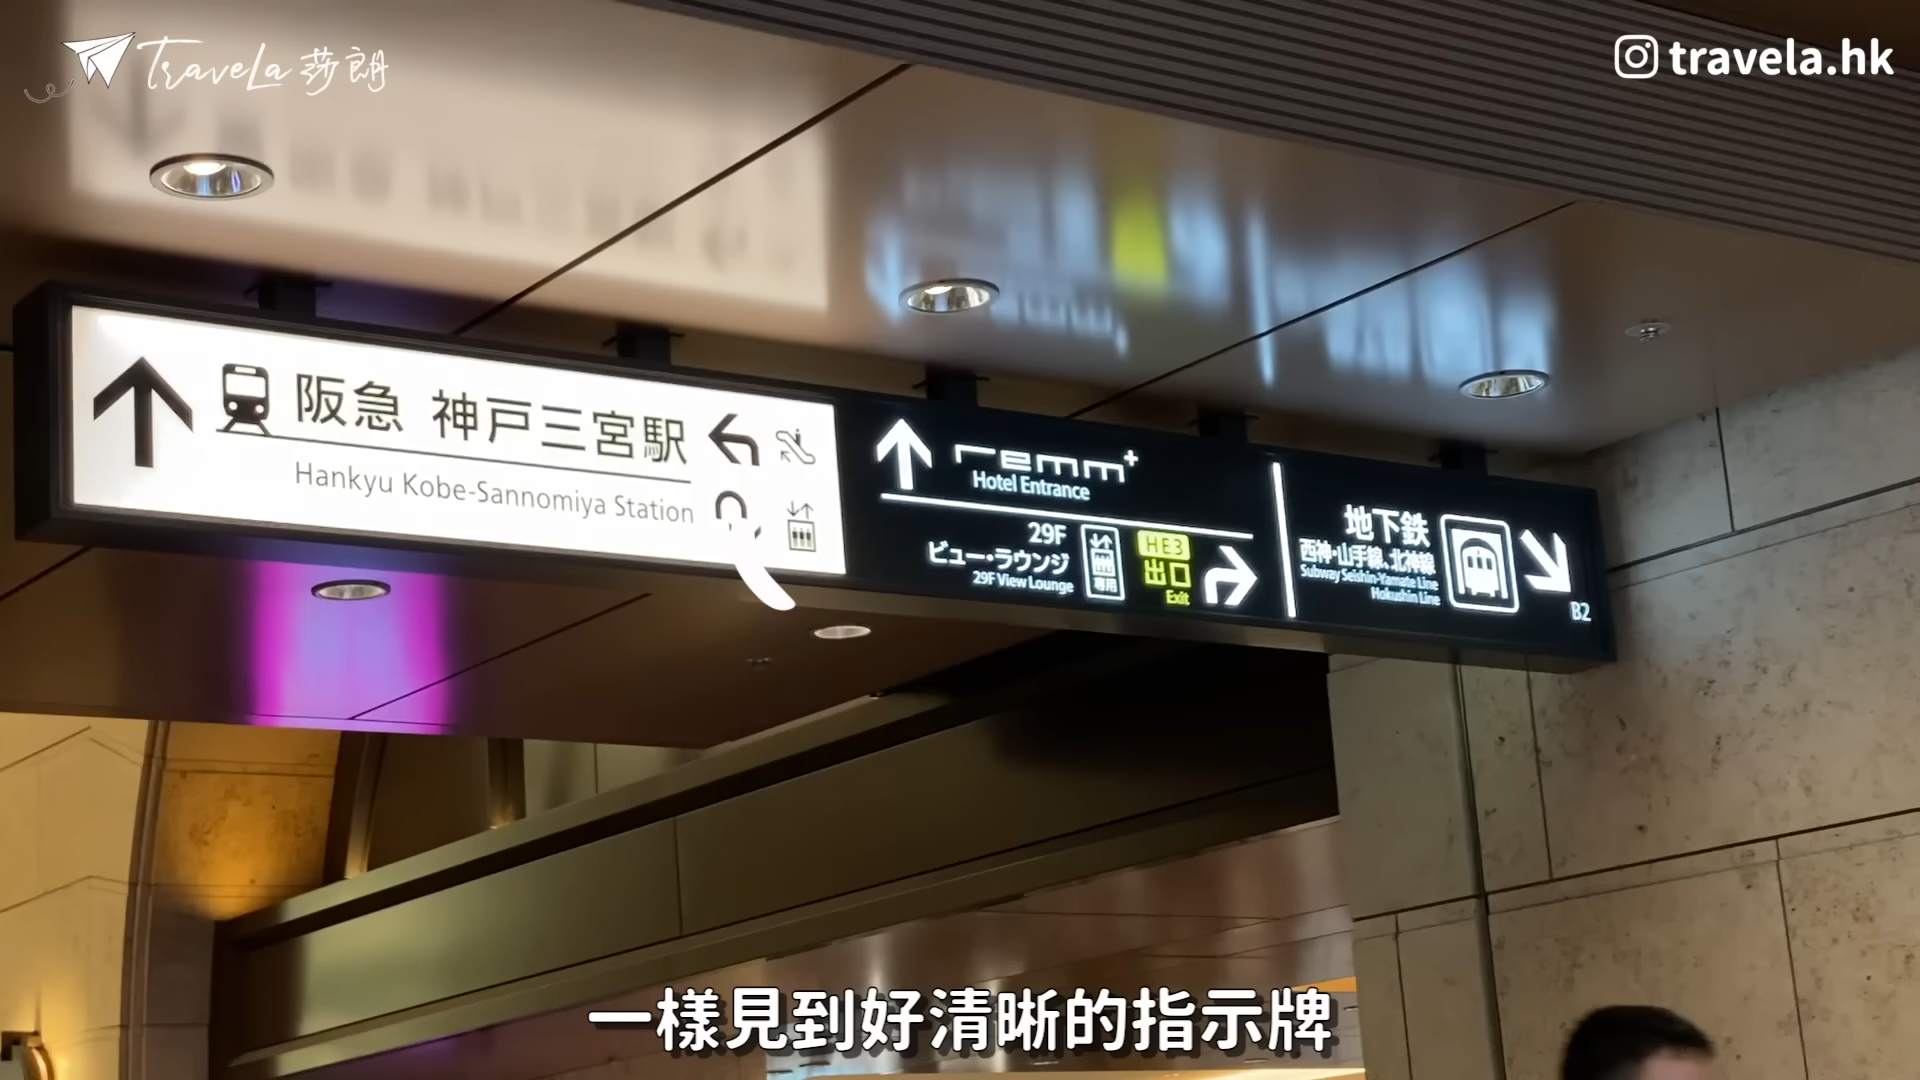 TraveLa 莎朗
travela.hk
阪急 神戸三宮駅
Hankyu Kobe-Sannomiya Station
remm+
Hotel Entrance
29F
ビュー・ラウンジ
29F View Lounge
専用
HE3
出口
Exit
地下鉄
西神・山手線、北神線
Subway Seishin-Yamate Line
Hokushin Line
B2
一樣見到好清晰的指示牌